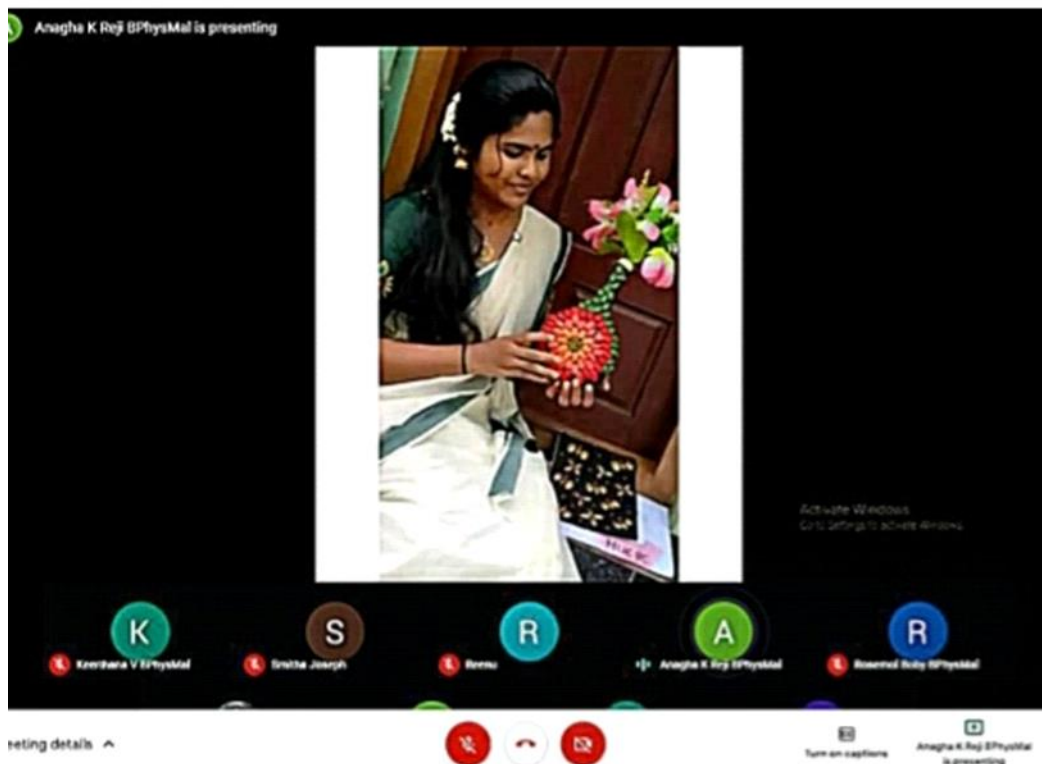 Anagha K Reji BPhysMal is presenting
Activate Windows
Go to Settings to activate Windows.
K
S
R
A
R
Keerthana V BPhysMal
Smitha Joseph
Reenu
Anagha K Reji BPhysMal
Rosemol Boby BPhysMal
eeting details
Turn on captions
Anagha K Reji BPhysMal
is presenting